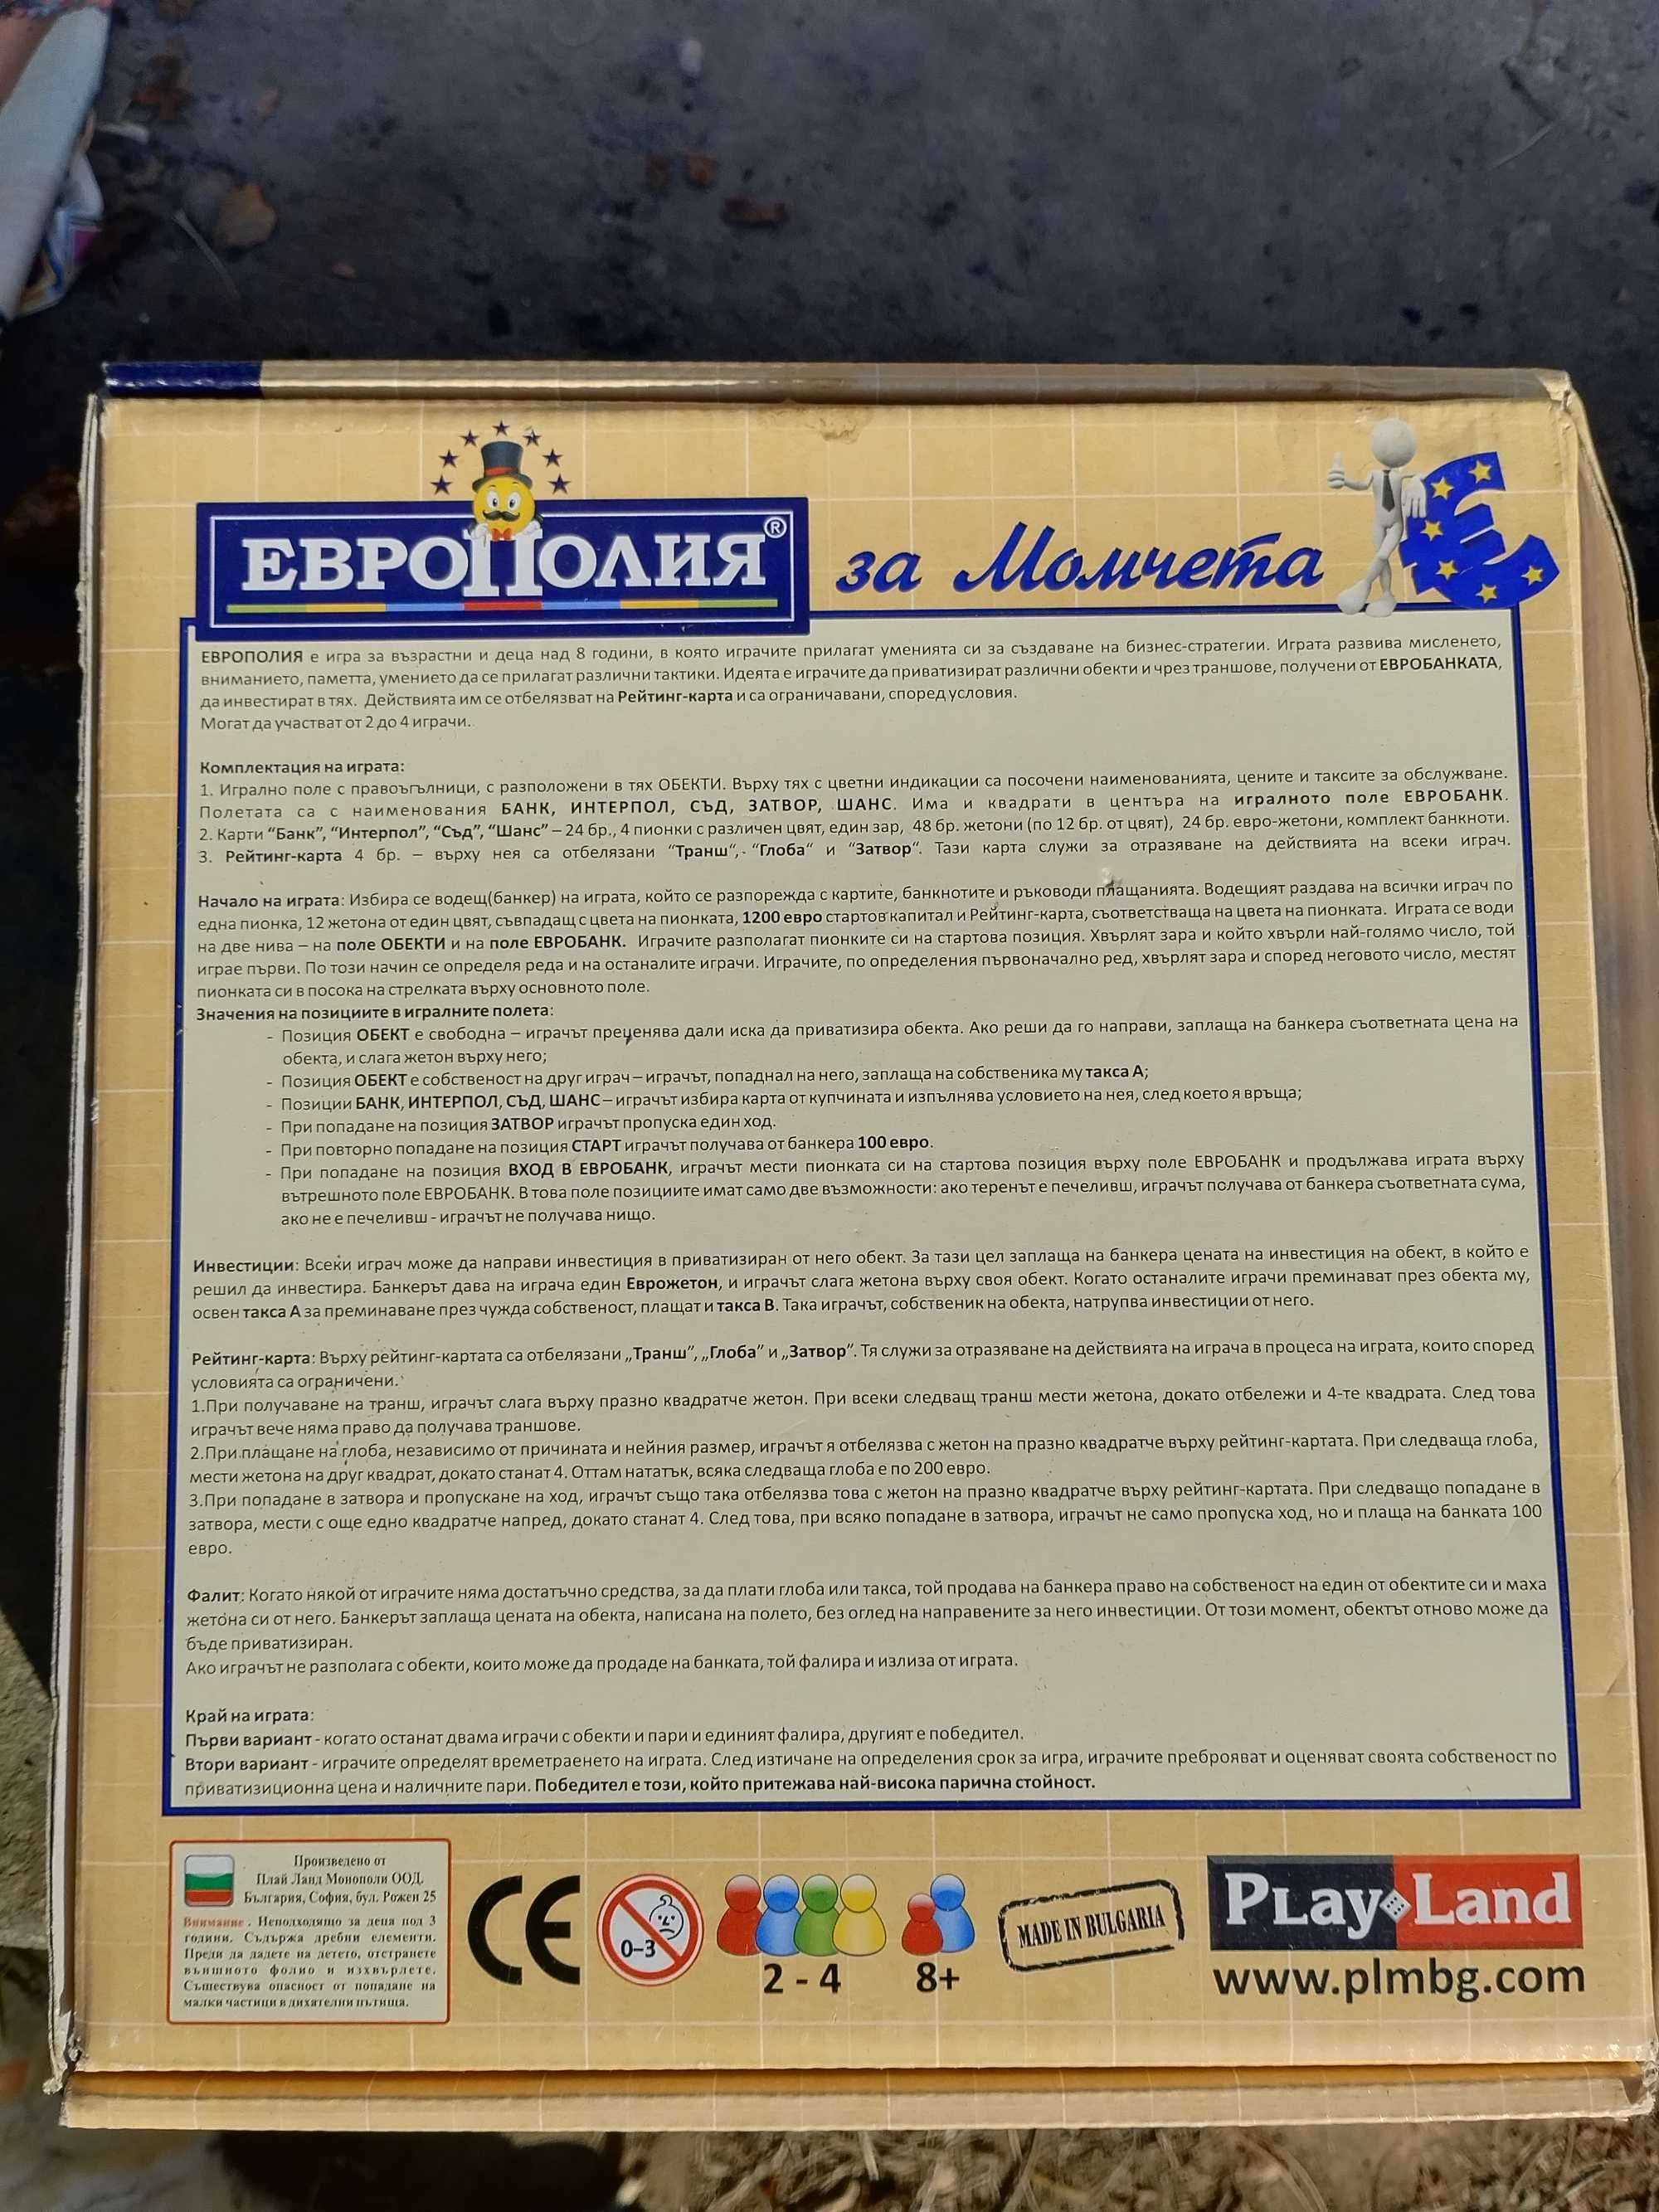 ЕВРОПОЛИЯ®
за Момчета
ЕВРОПОЛИЯ е игра за възрастни и деца над 8 години, в която играчите прилагат уменията си за създаване на бизнес-стратегии. Играта развива мисленето,
вниманието, паметта, умението да се прилагат различни тактики. Идеята е играчите да приватизират различни обекти и чрез траншове, получени от ЕВРОБАНКАТА,
да инвестират в тях. Действията им се отбелязват на Рейтинг-карта и са ограничавани, според условия.
Могат да участват от 2 до 4 играчи.
Комплектация на играта:
1. Игрално поле с правоъгълници, с разположени в тях ОБЕКТИ. Върху тях с цветни индикации са посочени наименованията, цените и таксите за обслужване.
Полетата са с наименования БАНК, ИНТЕРПОЛ, СЪД, ЗАТВОР, ШАНС. Има и квадрати в центъра на игралното поле ЕВРОБАНК.
2. Карти "Банк", "Интерпол", "Съд", "Шанс" – 24 бр., 4 пионки с различен цвят, един зар, 48 бр. жетони (по 12 бр. от цвят), 24 бр. евро-жетони, комплект банкноти.
3. Рейтинг-карта 4 бр. – върху нея са отбелязани "Транш", "Глоба" и "Затвор". Тази карта служи за отразяване на действията на всеки играч.
Начало на играта: Избира се водещ(банкер) на играта, който се разпорежда с картите, банкнотите и ръководи плащанията. Водещият раздава на всички играч по
една пионка, 12 жетона от един цвят, съвпадащ с цвета на пионката, 1200 евро стартов капитал и Рейтинг-карта, съответстваща на цвета на пионката. Играта се води
на две нива – на поле ОБЕКТИ и на поле ЕВРОБАНК. Играчите разполагат пионките си на стартова позиция. Хвърлят зара и който хвърли най-голямо число, той
играе първи. По този начин се определя реда и на останалите играчи. Играчите, по определения първоначално ред, хвърлят зара и според неговото число, местят
пионката си в посока на стрелката върху основното поле.
Значения на позициите в игралните полета:
- Позиция ОБЕКТ е свободна – играчът преценява дали иска да приватизира обекта. Ако реши да го направи, заплаща на банкера съответната цена на
обекта, и слага жетон върху него;
- Позиция ОБЕКТ е собственост на друг играч – играчът, попаднал на него, заплаща на собственика му такса А;
- Позиции БАНК, ИНТЕРПОЛ, СЪД, ШАНС – играчът избира карта от купчината и изпълнява условието на нея, след което я връща;
- При попадане на позиция ЗАТВОР играчът пропуска един ход.
- При повторно попадане на позиция СТАРТ играчът получава от банкера 100 евро.
- При попадане на позиция ВХОД В ЕВРОБАНК, играчът мести пионката си на стартова позиция върху поле ЕВРОБАНК и продължава играта върху
вътрешното поле ЕВРОБАНК. В това поле позициите имат само две възможности: ако теренът е печеливш, играчът получава от банкера съответната сума,
ако не е печеливш - играчът не получава нищо.
Инвестиции: Всеки играч може да направи инвестиция в приватизиран от него обект. За тази цел заплаща на банкера цената на инвестиция на обект, в който е
решил да инвестира. Банкерът дава на играча един Еврожетон, и играчът слага жетона върху своя обект. Когато останалите играчи преминават през обекта му,
освен такса А за преминаване през чужда собственост, плащат и такса В. Така играчът, собственик на обекта, натрупва инвестиции от него.
Рейтинг-карта: Върху рейтинг-картата са отбелязани „Транш", „Глоба" и „Затвор". Тя служи за отразяване на действията на играча в процеса на играта, които според
условията са ограничени.
1.При получаване на транш, играчът слага върху празно квадратче жетон. При всеки следващ транш мести жетона, докато отбележи и 4-те квадрата. След това
играчът вече няма право да получава траншове.
2.При плащане на глоба, независимо от причината и нейния размер, играчът я отбелязва с жетон на празно квадратче върху рейтинг-картата. При следваща глоба,
мести жетона на друг квадрат, докато станат 4. Оттам нататък, всяка следваща глоба е по 200 евро.
3.При попадане в затвора и пропускане на ход, играчът също така отбелязва това с жетон на празно квадратче върху рейтинг-картата. При следващо попадане в
затвора, мести с още едно квадратче напред, докато станат 4. След това, при всяко попадане в затвора, играчът не само пропуска ход, но и плаща на банката 100
евро.
Фалит: Когато някой от играчите няма достатъчно средства, за да плати глоба или такса, той продава на банкера право на собственост на един от обектите си и маха
жетона си от него. Банкерът заплаща цената на обекта, написана на полето, без оглед на направените за него инвестиции. От този момент, обектът отново може да
бъде приватизиран.
Ако играчът не разполага с обекти, които може да продаде на банката, той фалира и излиза от играта.
Край на играта:
Първи вариант - когато останат двама играчи с обекти и пари и единият фалира, другият е победител.
Втори вариант - играчите определят времетраенето на играта. След изтичане на определения срок за игра, играчите преброяват и оценяват своята собственост по
приватизиционна цена и наличните пари. Победител е този, който притежава най-висока парична стойност.
Произведено от
Плай Ланд Монополи ООД.
България, София, бул. Рожен 25
Внимание. Неподходящо за деца под 3
години. Съдържа дребни елементи.
Преди да дадете на детето, отстранете
външното фолио и изхвърлете.
Съществува опасност от попадане на
малки частици в дихателни пътища.
CE
0–3
2 - 4
8+
MADE IN BULGARIA
PLay Land
www.plmbg.com